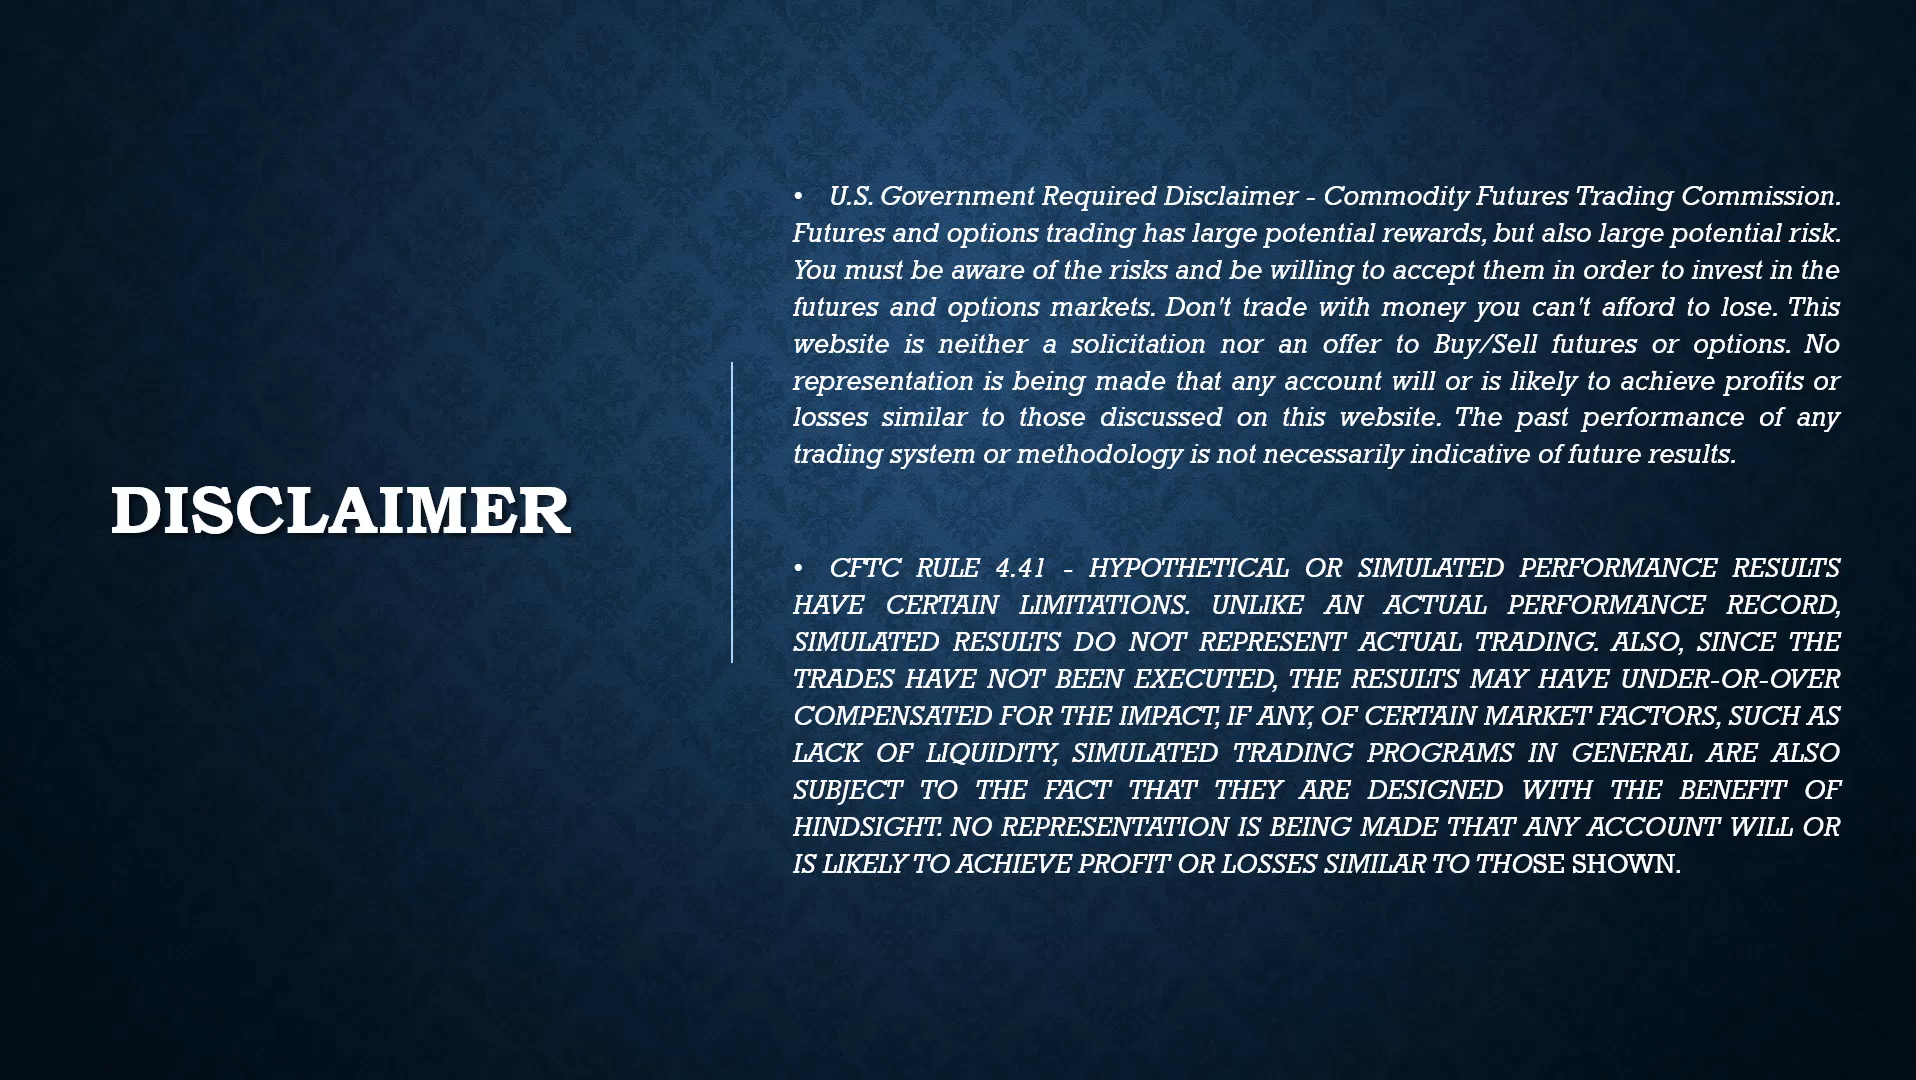 DISCLAIMER
• U.S. Government Required Disclaimer - Commodity Futures Trading Commission.
Futures and options trading has large potential rewards, but also large potential risk.
You must be aware of the risks and be willing to accept them in order to invest in the
futures and options markets. Don't trade with money you can't afford to lose. This
website is neither a solicitation nor an offer to Buy/Sell futures or options. No
representation is being made that any account will or is likely to achieve profits or
losses similar to those discussed on this website. The past performance of any
trading system or methodology is not necessarily indicative of future results.
• CFTC RULE 4.41 - HYPOTHETICAL OR SIMULATED PERFORMANCE RESULTS
HAVE CERTAIN LIMITATIONS. UNLIKE AN ACTUAL PERFORMANCE RECORD,
SIMULATED RESULTS DO NOT REPRESENT ACTUAL TRADING. ALSO, SINCE THE
TRADES HAVE NOT BEEN EXECUTED, THE RESULTS MAY HAVE UNDER-OR-OVER
COMPENSATED FOR THE IMPACT, IF ANY, OF CERTAIN MARKET FACTORS, SUCH AS
LACK OF LIQUIDITY, SIMULATED TRADING PROGRAMS IN GENERAL ARE ALSO
SUBJECT TO THE FACT THAT THEY ARE DESIGNED WITH THE BENEFIT OF
HINDSIGHT. NO REPRESENTATION IS BEING MADE THAT ANY ACCOUNT WILL OR
IS LIKELY TO ACHIEVE PROFIT OR LOSSES SIMILAR TO THOSE SHOWN.